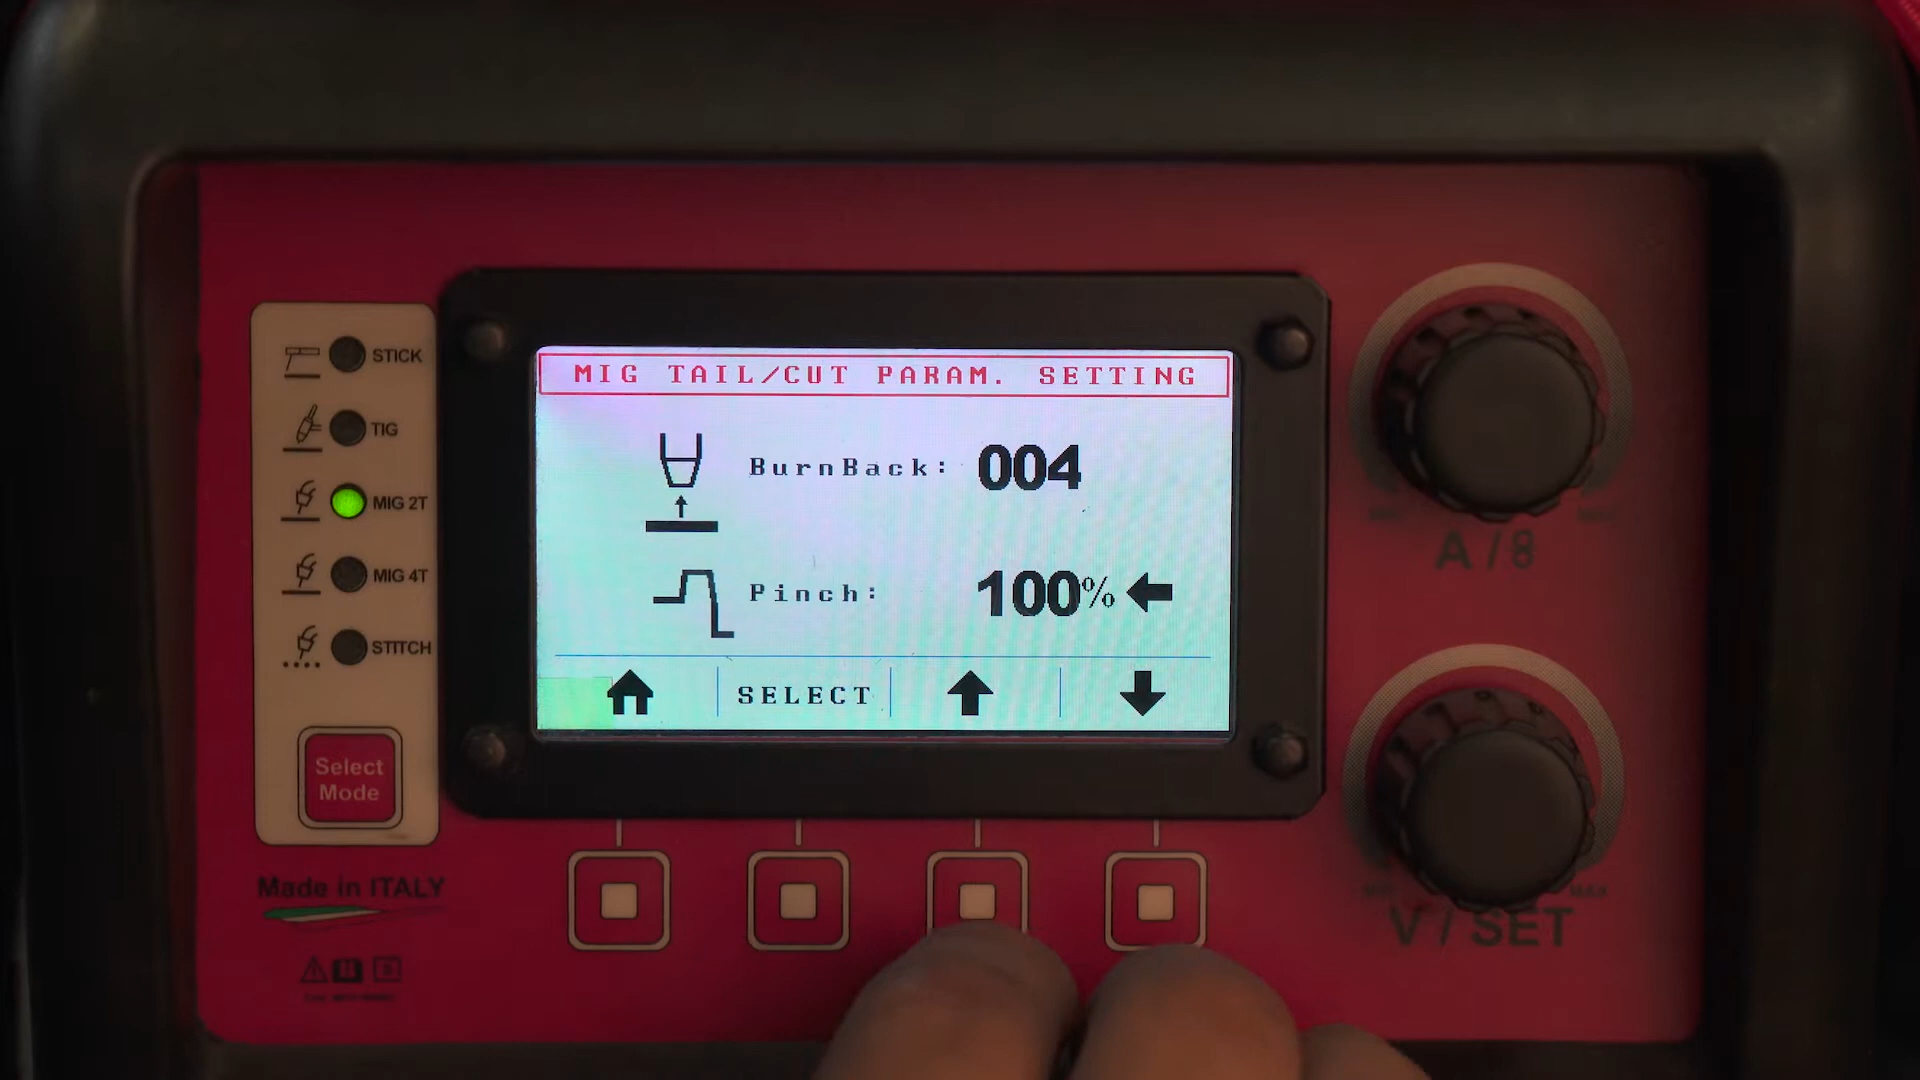 MIG TAIL/CUT PARAM. SETTING
BurnBack: 004
Pinch: 100%
SELECT
STICK
TIG
MIG 2T
MIG 4T
STITCH
Select
Mode
Made in ITALY
A / 8
MAX
V / SET